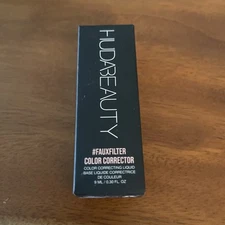 HUDABEAUTY
#FAUXFILTER
COLOR CORRECTOR
COLOR CORRECTING LIQUID
BASE LIQUIDE CORRECTRICE
DE COULEUR
9 ML / 0.30 FL. OZ